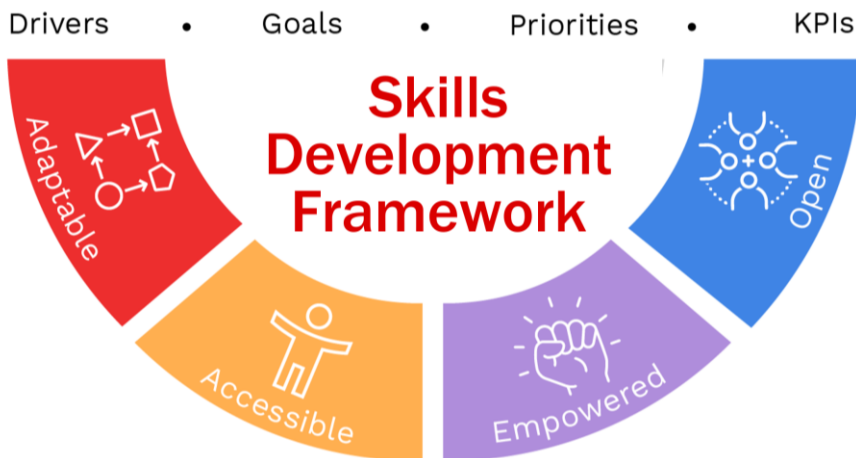 Drivers • Goals • Priorities • KPIs
Skills
Development
Framework
Adaptable
Accessible
Empowered
Open